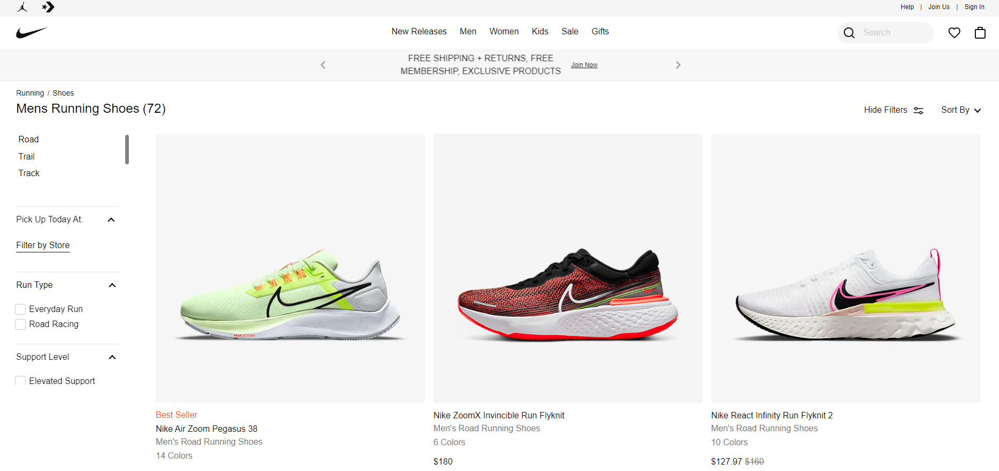 Help | Join Us | Sign In
New Releases Men Women Kids Sale Gifts
Search
FREE SHIPPING + RETURNS, FREE
MEMBERSHIP, EXCLUSIVE PRODUCTS
Join Now
Running / Shoes
Mens Running Shoes (72)
Hide Filters
Sort By
Road
Trail
Track
Pick Up Today At:
Filter by Store
Run Type
Everyday Run
Road Racing
Support Level
Elevated Support
ZOOM
Best Seller
Nike Air Zoom Pegasus 38
Men's Road Running Shoes
14 Colors
Nike ZoomX Invincible Run Flyknit
Men's Road Running Shoes
6 Colors
$180
Nike React Infinity Run Flyknit 2
Men's Road Running Shoes
10 Colors
$127.97 $160